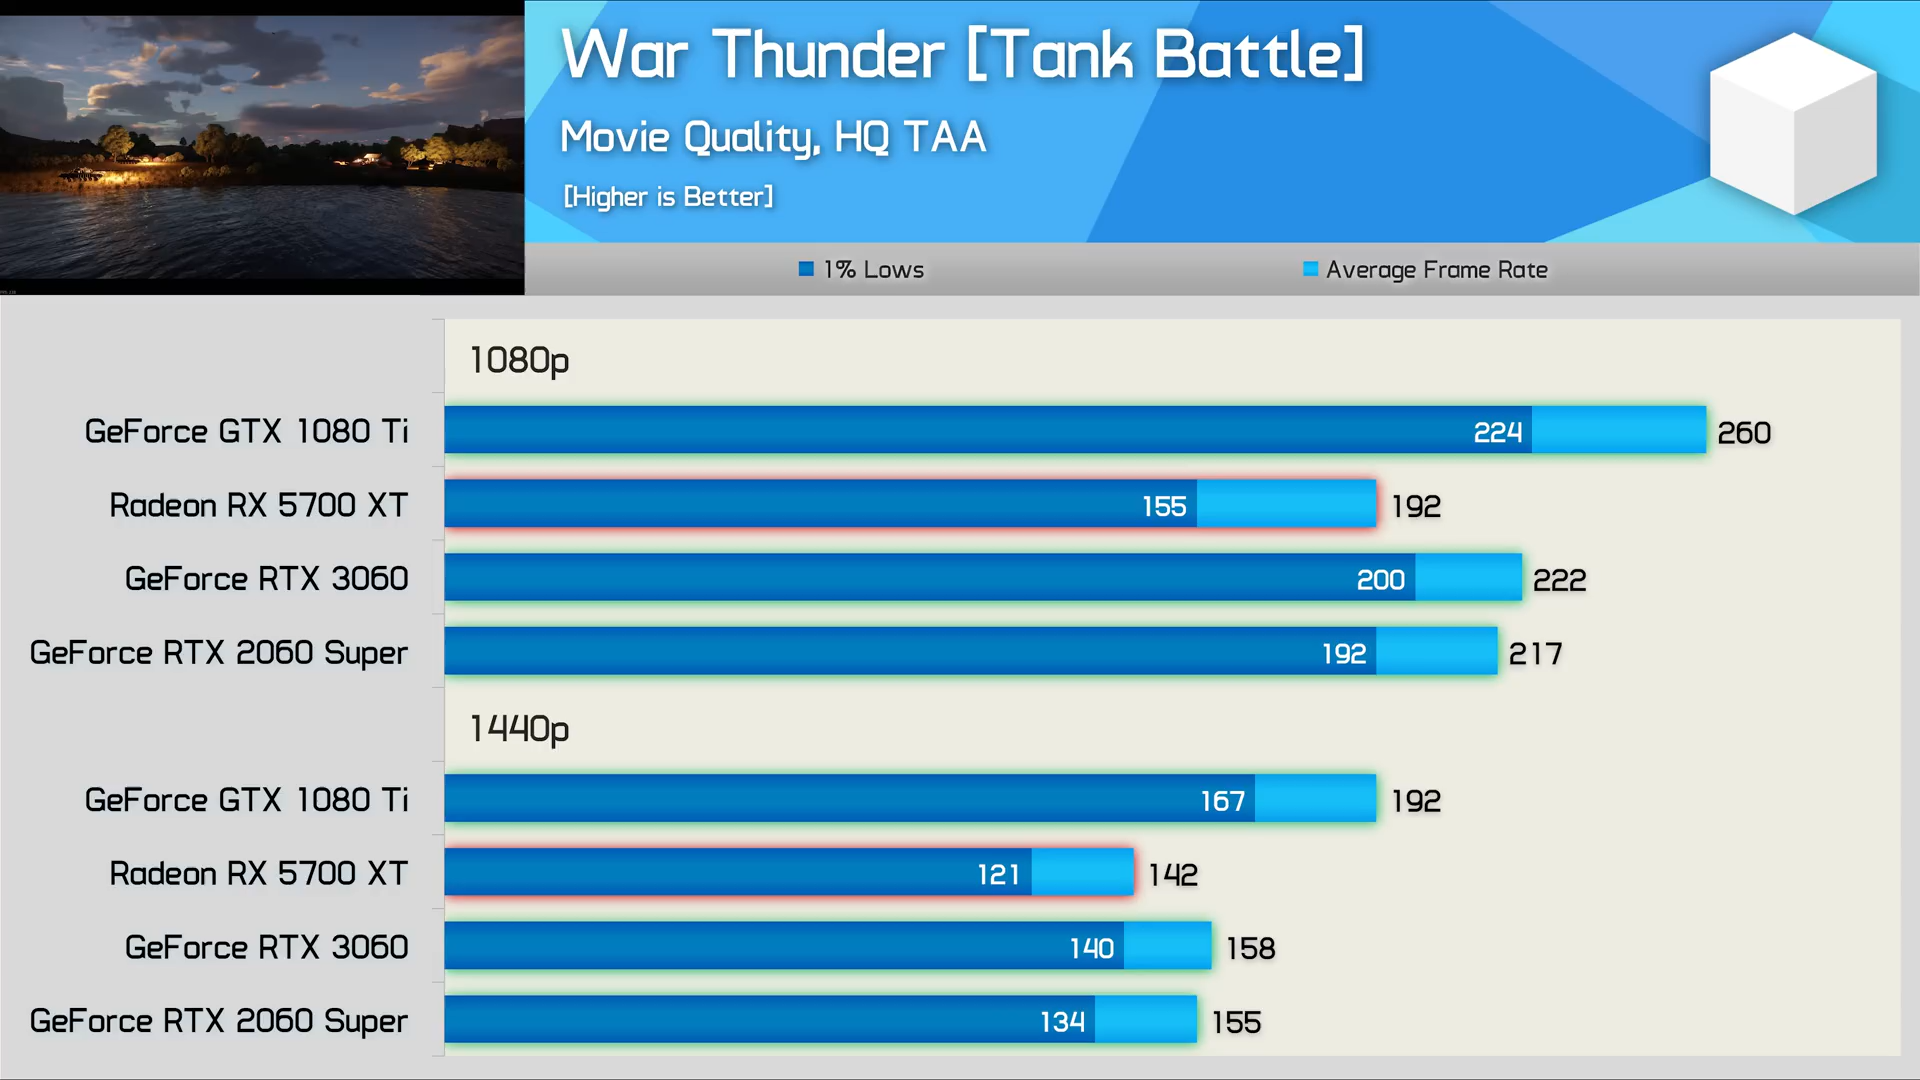 War Thunder [Tank Battle]
Movie Quality, HQ TAA
[Higher is Better]
1% Lows
Average Frame Rate
1080p
GeForce GTX 1080 Ti 224 260
Radeon RX 5700 XT 155 192
GeForce RTX 3060 200 222
GeForce RTX 2060 Super 192 217
1440p
GeForce GTX 1080 Ti 167 192
Radeon RX 5700 XT 121 142
GeForce RTX 3060 140 158
GeForce RTX 2060 Super 134 155